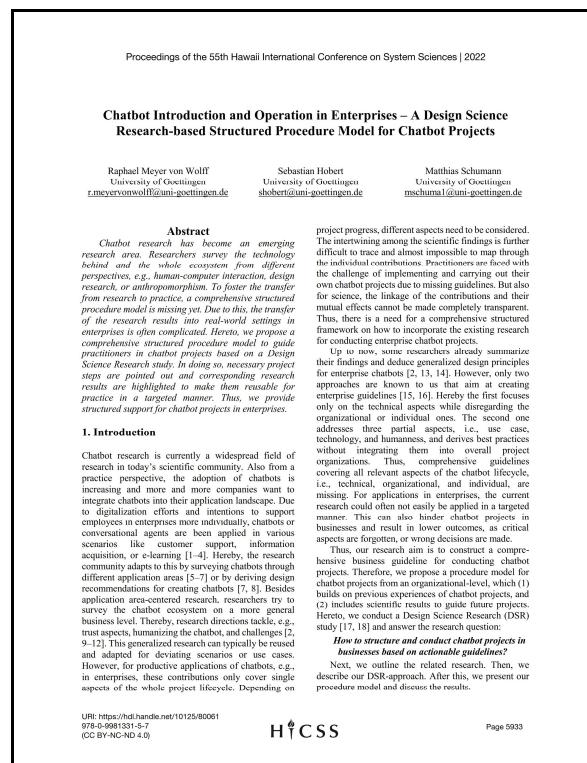 Proceedings of the 55th Hawaii International Conference on System Sciences | 2022
Chatbot Introduction and Operation in Enterprises – A Design Science
Research-based Structured Procedure Model for Chatbot Projects
Raphael Meyer von Wolff
University of Goettingen
r.meyervonwolff@uni-goettingen.de
Sebastian Hobert
University of Goettingen
shobert@uni-goettingen.de
Matthias Schumann
University of Goettingen
mschuma1@uni-goettingen.de
Abstract
Chatbot research has become an emerging
research area. Researchers survey the technology
behind and the whole ecosystem from different
perspectives, e.g., human-computer interaction, design
research, or anthropomorphism. To foster the transfer
from research to practice, a comprehensive structured
procedure model is missing yet. Due to this, the transfer
of the research results into real-world settings in
enterprises is often complicated. Hereto, we propose a
comprehensive structured procedure model to guide
practitioners in chatbot projects based on a Design
Science Research study. In doing so, necessary project
steps are pointed out and corresponding research
results are highlighted to make them reusable for
practice in a targeted manner. Thus, we provide
structured support for chatbot projects in enterprises.
1. Introduction
Chatbot research is currently a widespread field of
research in today's scientific community. Also from a
practice perspective, the adoption of chatbots is
increasing and more and more companies want to
integrate chatbots into their application landscape. Due
to digitalization efforts and intentions to support
employees in enterprises more individually, chatbots or
conversational agents are been applied in various
scenarios like customer support, information
acquisition, or e-learning [1–4]. Hereby, the research
community adapts to this by surveying chatbots through
different application areas [5–7] or by deriving design
recommendations for creating chatbots [7, 8]. Besides
application area-centered research, researchers try to
survey the chatbot ecosystem on a more general
business level. Thereby, research directions tackle, e.g.,
trust aspects, humanizing the chatbot, and challenges [2,
9–12]. This generalized research can typically be reused
and adapted for deviating scenarios or use cases.
However, for productive applications of chatbots, e.g.,
in enterprises, these contributions only cover single
aspects of the whole project lifecycle. Depending on
project progress, different aspects need to be considered.
The intertwining among the scientific findings is further
difficult to trace and almost impossible to map through
the individual contributions. Practitioners are faced with
the challenge of implementing and carrying out their
own chatbot projects due to missing guidelines. But also
for science, the linkage of the contributions and their
mutual effects cannot be made completely transparent.
Thus, there is a need for a comprehensive structured
framework on how to incorporate the existing research
for conducting enterprise chatbot projects.
Up to now, some researchers already summarize
their findings and deduce generalized design principles
for enterprise chatbots [2, 13, 14]. However, only two
approaches are known to us that aim at creating
enterprise guidelines [15, 16]. Hereby the first focuses
only on the technical aspects while disregarding the
organizational or individual ones. The second one
addresses three partial aspects, i.e., use case,
technology, and humanness, and derives best practices
without integrating them into overall project
organizations. Thus, comprehensive guidelines
covering all relevant aspects of the chatbot lifecycle,
i.e., technical, organizational, and individual, are
missing. For applications in enterprises, the current
research could often not easily be applied in a targeted
manner. This can also hinder chatbot projects in
businesses and result in lower outcomes, as critical
aspects are forgotten, or wrong decisions are made.
Thus, our research aim is to construct a compre-
hensive business guideline for conducting chatbot
projects. Therefore, we propose a procedure model for
chatbot projects from an organizational-level, which (1)
builds on previous experiences of chatbot projects, and
(2) includes scientific results to guide future projects.
Hereto, we conduct a Design Science Research (DSR)
study [17, 18] and answer the research question:
How to structure and conduct chatbot projects in
businesses based on actionable guidelines?
Next, we outline the related research. Then, we
describe our DSR-approach. After this, we present our
procedure model and discuss the results.
URI: https://hdl.handle.net/10125/80061
978-0-9981331-5-7
(CC BY-NC-ND 4.0)
HICSS
Page 5933